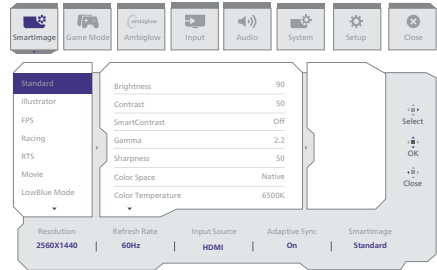 SmartImage
Game Mode
ambiglow
Ambiglow
Input
Audio
System
Setup
Close
Standard
Illustrator
FPS
Racing
RTS
Movie
LowBlue Mode
Brightness 90
Contrast 50
SmartContrast Off
Gamma 2.2
Sharpness 50
Color Space Native
Color Temperature 6500K
Select
OK
Close
Resolution Refresh Rate Input Source Adaptive Sync SmartImage
2560X1440 | 60Hz | HDMI | On | Standard